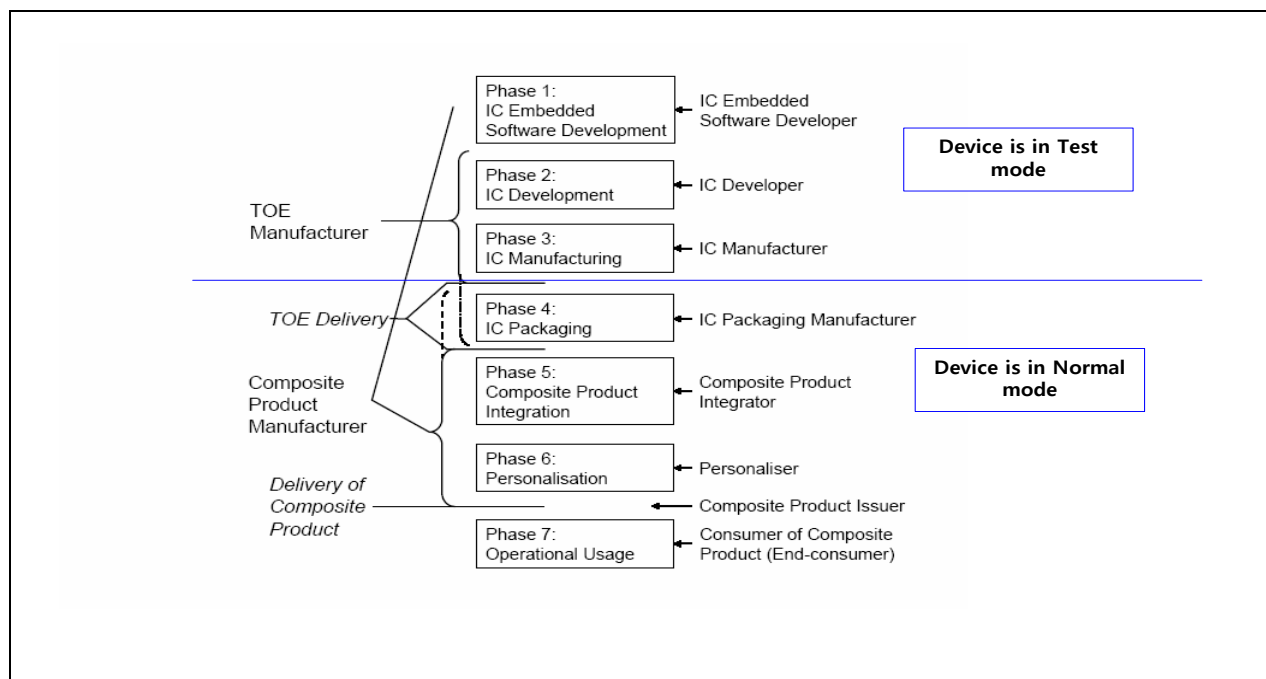 Phase 1:
IC Embedded
Software Development
IC Embedded
Software Developer
Device is in Test
mode
Phase 2:
IC Development
IC Developer
TOE
Manufacturer
Phase 3:
IC Manufacturing
IC Manufacturer
TOE Delivery
Phase 4:
IC Packaging
IC Packaging Manufacturer
Device is in Normal
mode
Composite
Product
Manufacturer
Phase 5:
Composite Product
Integration
Composite Product
Integrator
Phase 6:
Personalisation
Personaliser
Delivery of
Composite
Product
Composite Product Issuer
Phase 7:
Operational Usage
Consumer of Composite
Product (End-consumer)